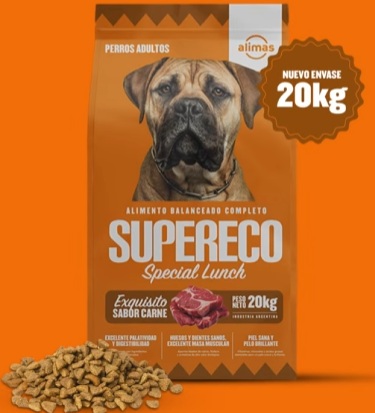 PERROS ADULTOS
alimas
NUEVO ENVASE
20kg
ALIMENTO BALANCEADO COMPLETO
SUPERECO
Special Lunch
Exquisito
SABOR CARNE
PESO
NETO
20kg
INDUSTRIA ARGENTINA
EXCELENTE PALATIVIDAD
Y DIGESTIBILIDAD
HUESOS Y DIENTES SANOS,
EXCELENTE MASA MUSCULAR
PIEL SANA Y
PELO BRILLANTE